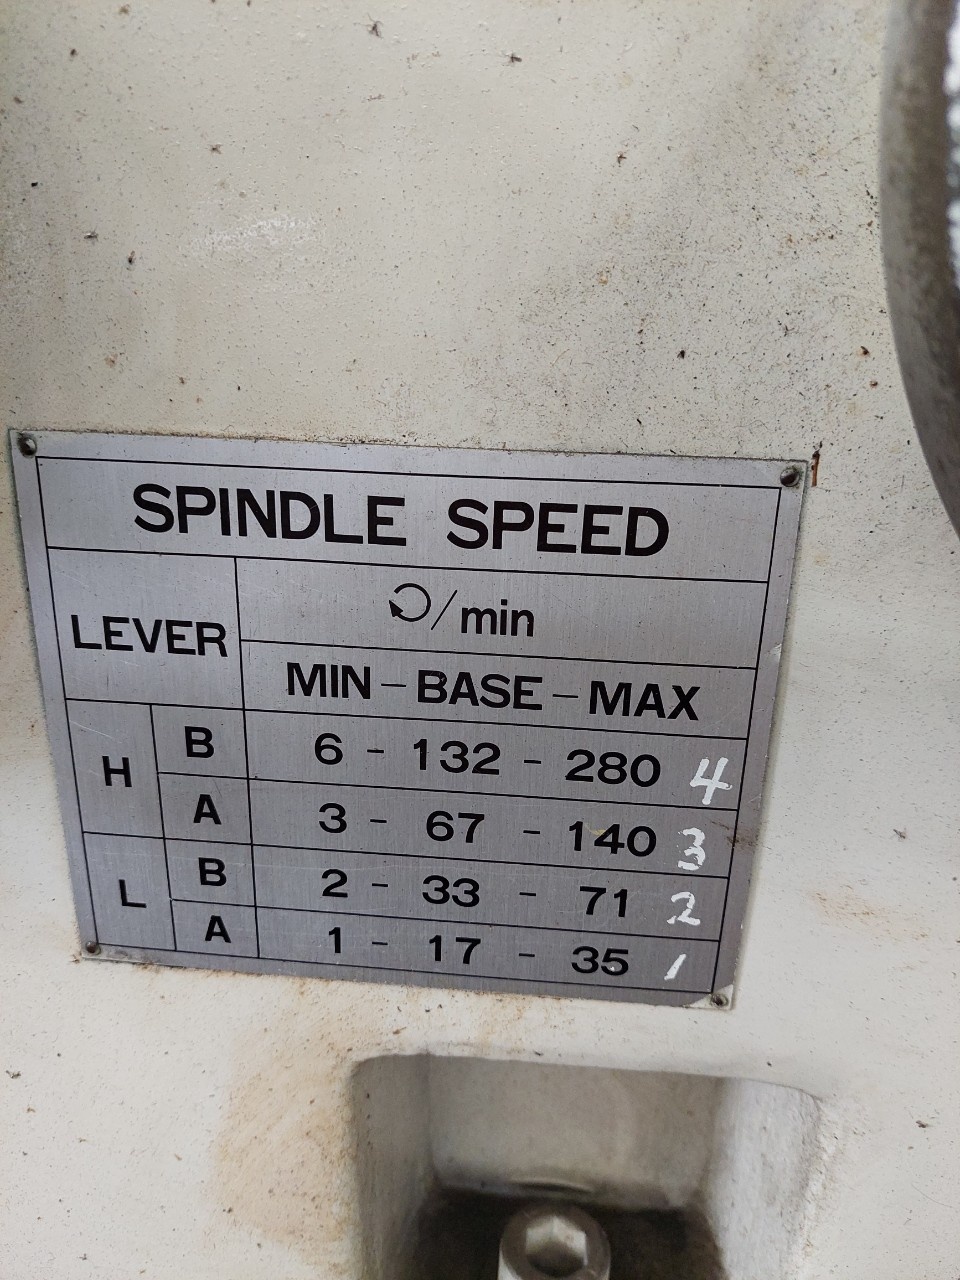 SPINDLE SPEED
LEVER
/min
MIN-BASE-MAX
H B 6 - 132 - 280 4
A 3 - 67 - 140 3
L B 2 - 33 - 71 2
A 1 - 17 - 35 1